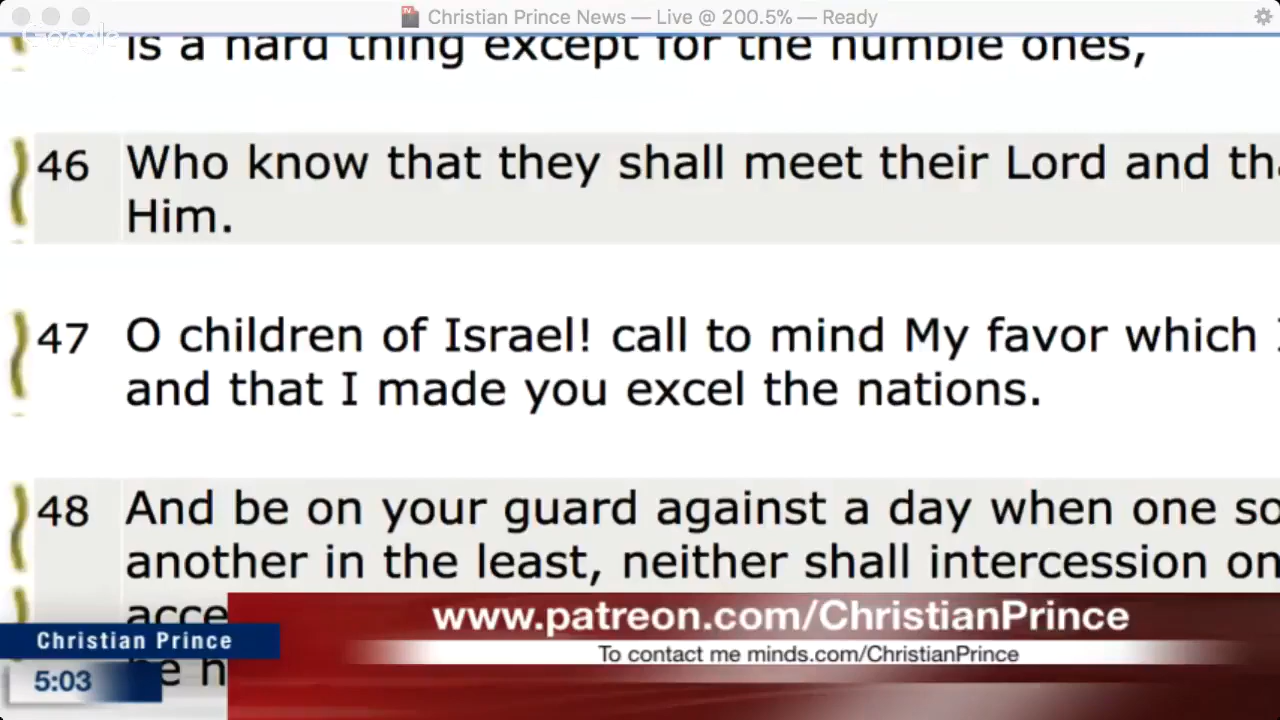 Christian Prince News — Live @ 200.5% — Ready
Google
is a hard thing except for the humble ones,
46 Who know that they shall meet their Lord and
Him.
47 O children of Israel! call to mind My favor which
and that I made you excel the nations.
48 And be on your guard against a day when one
another in the least, neither shall intercession on
www.patreon.com/ChristianPrince
Christian Prince
To contact me minds.com/ChristianPrince
5:03